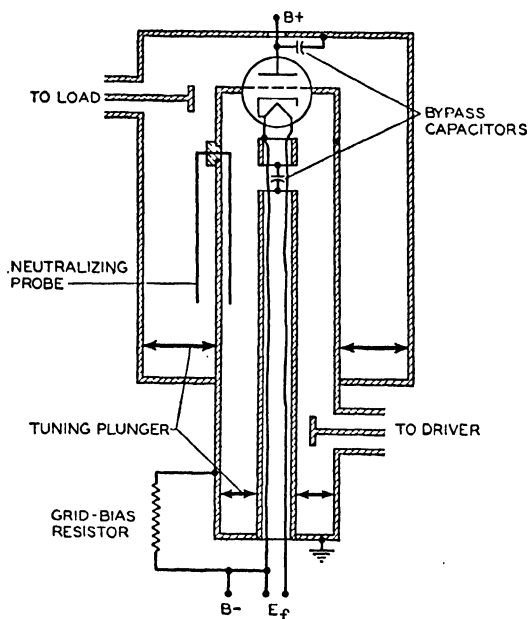 B+
TO LOAD
BYPASS
CAPACITORS
NEUTRALIZING
PROBE
TUNING PLUNGER
TO DRIVER
GRID-BIAS
RESISTOR
B-
Ef